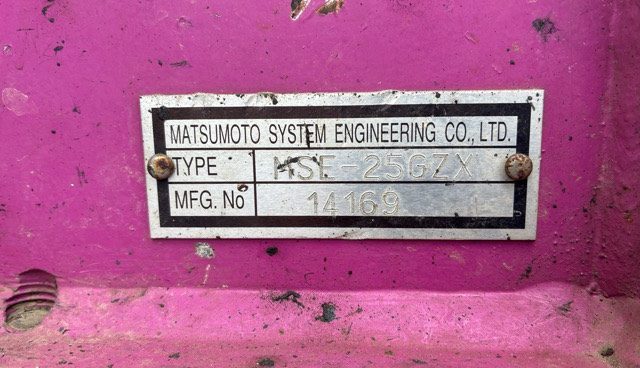 MATSUMOTO SYSTEM ENGINEERING CO., LTD.
TYPE MSE-25GZX
MFG. No 14169